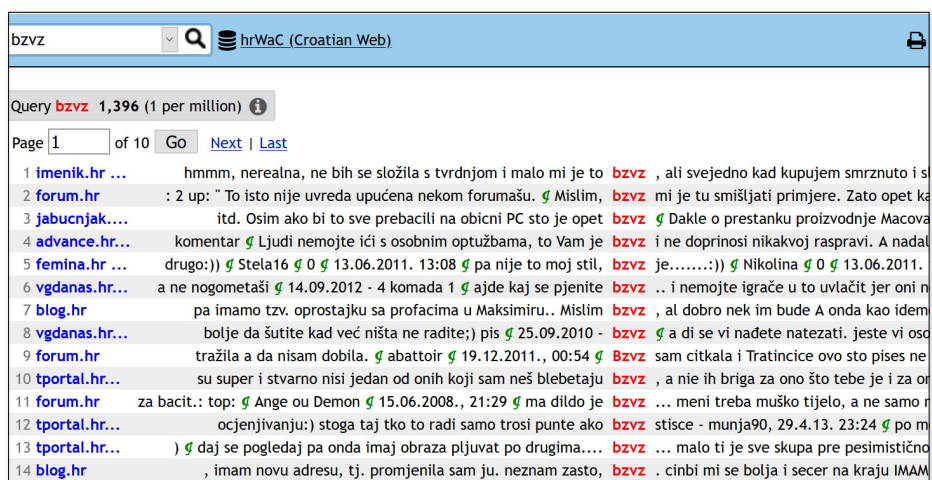 bzvz hrWaC (Croatian Web)
Query bzvz 1,396 (1 per million)
Page 1 of 10 Go Next | Last
1 imenik.hr ... hmmm, nerealna, ne bih se složila s tvrdnjom i malo mi je to bzvz , ali svejedno kad kupujem smrznuto i sl
2 forum.hr : 2 up: " To isto nije uvreda upućena nekom forumašu. ₡ Mislim, bzvz mi je tu smišljati primjere. Zato opet ka
3 jabucnjak.... itd. Osim ako bi to sve prebacili na obicni PC sto je opet bzvz ₡ Dakle o prestanku proizvodnje Macova
4 advance.hr... komentar ₡ Ljudi nemojte ići s osobnim optužbama, to Vam je bzvz i ne doprinosi nikakvoj raspravi. A nadal
5 femina.hr ... drugo:)) ₡ Stela16 ₡ 0 ₡ 13.06.2011. 13:08 ₡ pa nije to moj stil, bzvz je.......:)) ₡ Nikolina ₡ 0 ₡ 13.06.2011.
6 vgdanas.hr... a ne nogometaši ₡ 14.09.2012 - 4 komada 1 ₡ ajde kaj se pjenite bzvz .. i nemojte igrače u to uvlačit jer oni n
7 blog.hr pa imamo tzv. oprostajku sa profacima u Maksimiru.. Mislim bzvz , al dobro nek im bude A onda kao idem
8 vgdanas.hr... bolje da šutite kad već ništa ne radite;) pis ₡ 25.09.2010 - bzvz ₡ a di se vi nađete natezati. jeste vi oso
9 forum.hr tražila a da nisam dobila. ₡ abattoir ₡ 19.12.2011., 00:54 ₡ Bzvz sam citkala i Tratincice ovo sto pises ne
10 tportal.hr... su super i stvarno nisi jedan od onih koji sam neš blebetaju bzvz , a nie ih briga za ono što tebe je i za or
11 forum.hr za bacit.: top: ₡ Ange ou Demon ₡ 15.06.2008., 21:29 ₡ ma dildo je bzvz ... meni treba muško tijelo, a ne samo
12 tportal.hr... ocjenjivanju:) stoga taj tko to radi samo trosi punte ako bzvz stisce - munja90, 29.4.13. 23:24 ₡ po m
13 tportal.hr... ) ₡ daj se pogledaj pa onda imaj obraza pljuvat po drugima.... bzvz ... malo ti je sve skupa pre pesimistično
14 blog.hr , imam novu adresu, tj. promjenila sam ju. neznam zasto, bzvz . cinbi mi se bolja i secer na kraju IMAM